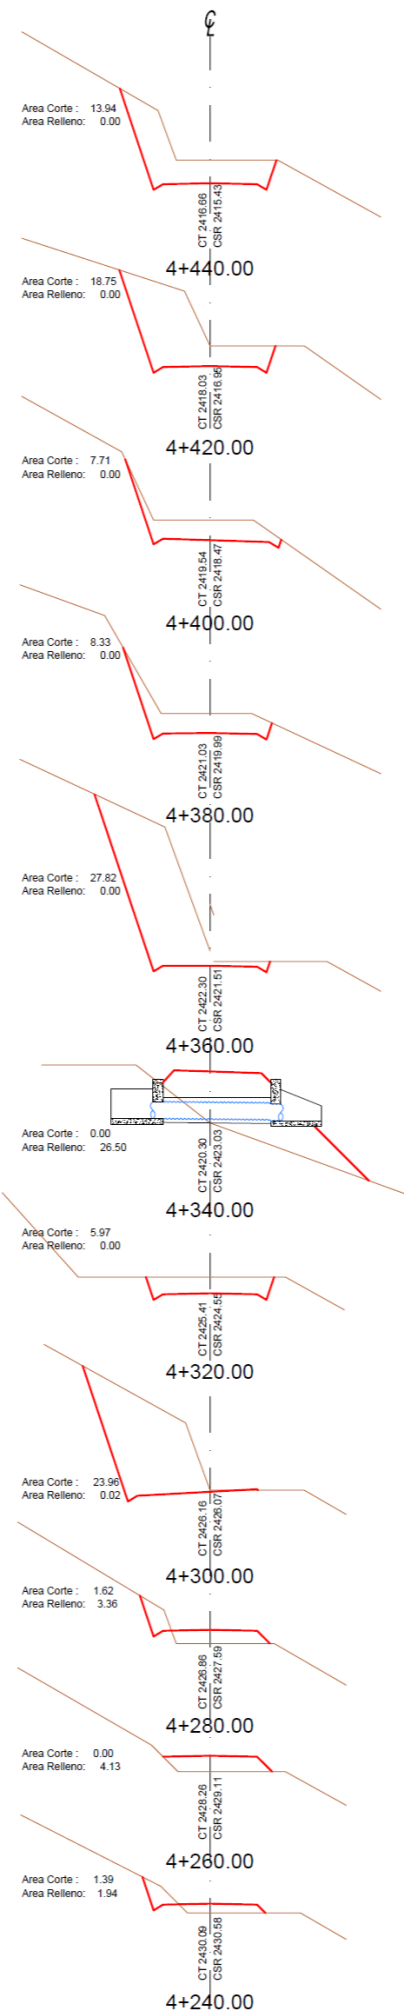 ℄
Area Corte : 13.94
Area Relleno: 0.00
CT 2416.66
CSR 2415.43
4+440.00
Area Corte : 18.75
Area Relleno: 0.00
CT 2418.03
CSR 2416.95
4+420.00
Area Corte : 7.71
Area Relleno: 0.00
CT 2419.54
CSR 2418.47
4+400.00
Area Corte : 8.33
Area Relleno: 0.00
CT 2421.03
CSR 2419.99
4+380.00
Area Corte : 27.82
Area Relleno: 0.00
CT 2422.30
CSR 2421.51
4+360.00
Area Corte : 0.00
Area Relleno: 26.50
CT 2420.30
CSR 2423.03
4+340.00
Area Corte : 5.97
Area Relleno: 0.00
CT 2425.41
CSR 2424.55
4+320.00
Area Corte : 23.96
Area Relleno: 0.02
CT 2426.16
CSR 2426.07
4+300.00
Area Corte : 1.62
Area Relleno: 3.36
CT 2426.86
CSR 2427.59
4+280.00
Area Corte : 0.00
Area Relleno: 4.13
CT 2428.26
CSR 2429.11
4+260.00
Area Corte : 1.39
Area Relleno: 1.94
CT 2430.09
CSR 2430.58
4+240.00